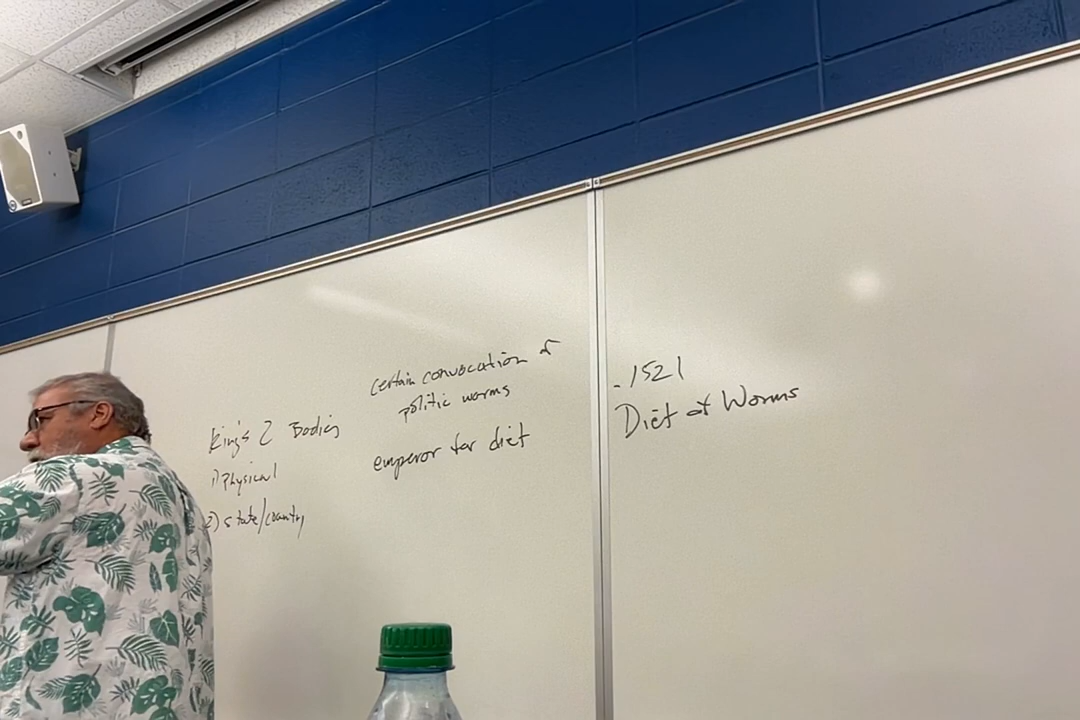 King's 2 Bodies
1) Physical
2) state/country
certain convocation of
politic worms
emperor for diet
. 1521
Diet at Worms